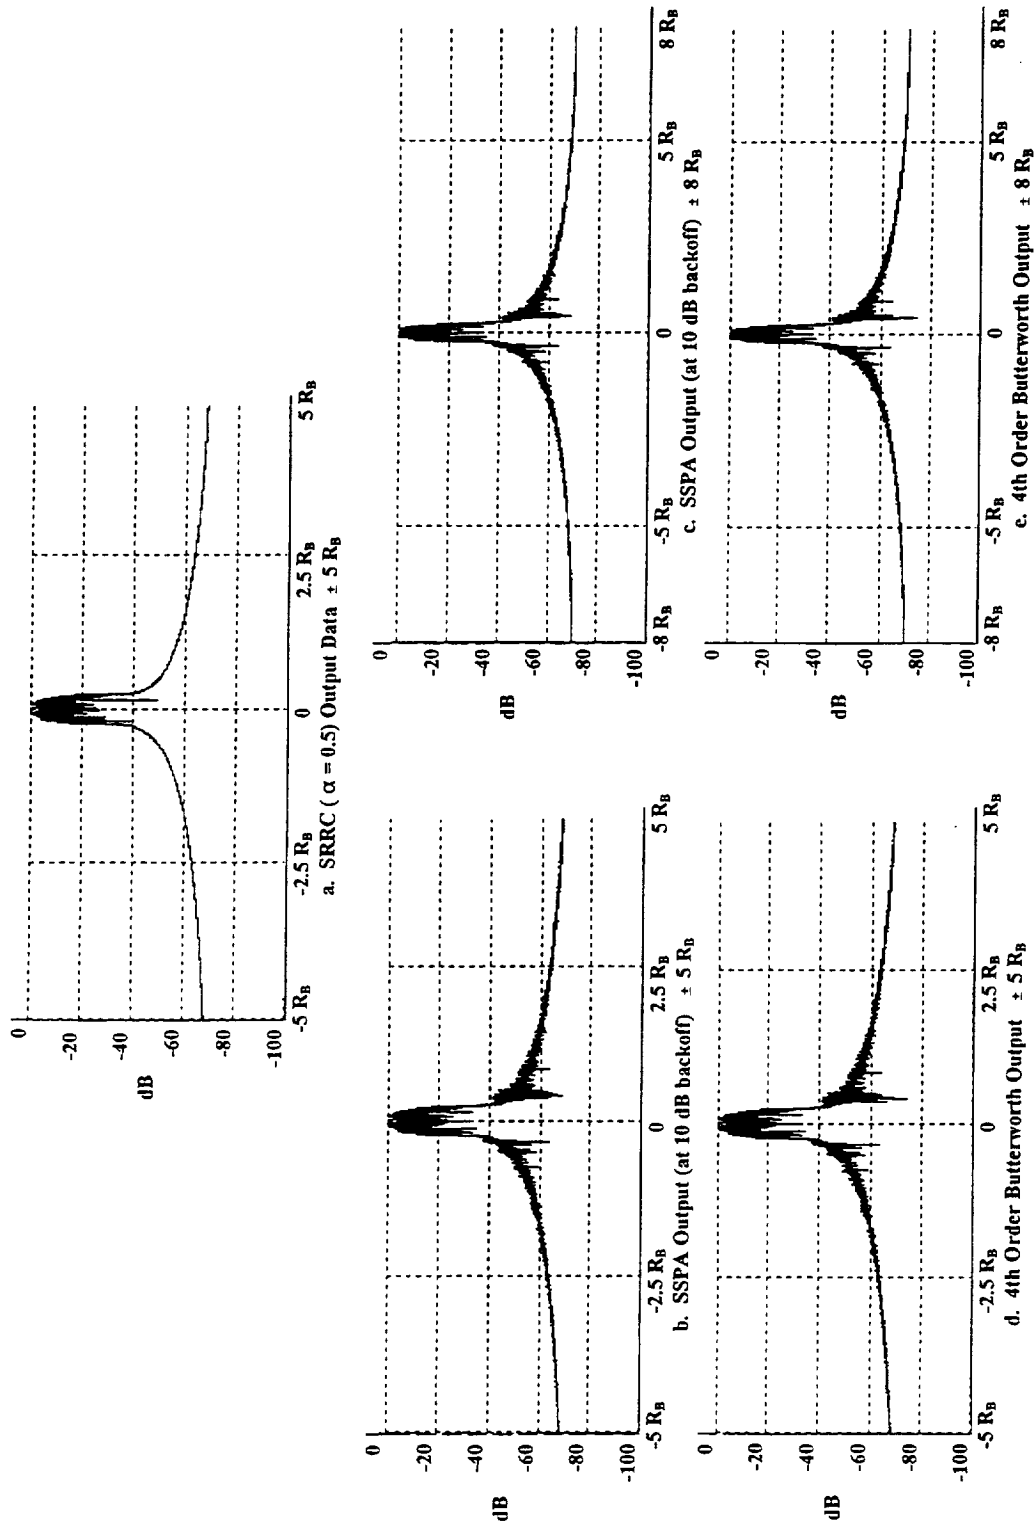 0
-20
-40
-60
-80
-100
dB
-5 R_B
-2.5 R_B
0
2.5 R_B
5 R_B
a. SRRC ( α = 0.5) Output Data ± 5 R_B
0
-20
-40
-60
-80
-100
dB
-5 R_B
-2.5 R_B
0
2.5 R_B
5 R_B
b. SSPA Output (at 10 dB backoff) ± 5 R_B
0
-20
-40
-60
-80
-100
dB
-8 R_B
-5 R_B
0
5 R_B
8 R_B
c. SSPA Output (at 10 dB backoff) ± 8 R_B
0
-20
-40
-60
-80
-100
dB
-5 R_B
-2.5 R_B
0
2.5 R_B
5 R_B
d. 4th Order Butterworth Output ± 5 R_B
0
-20
-40
-60
-80
-100
dB
-8 R_B
-5 R_B
0
5 R_B
8 R_B
e. 4th Order Butterworth Output ± 8 R_B